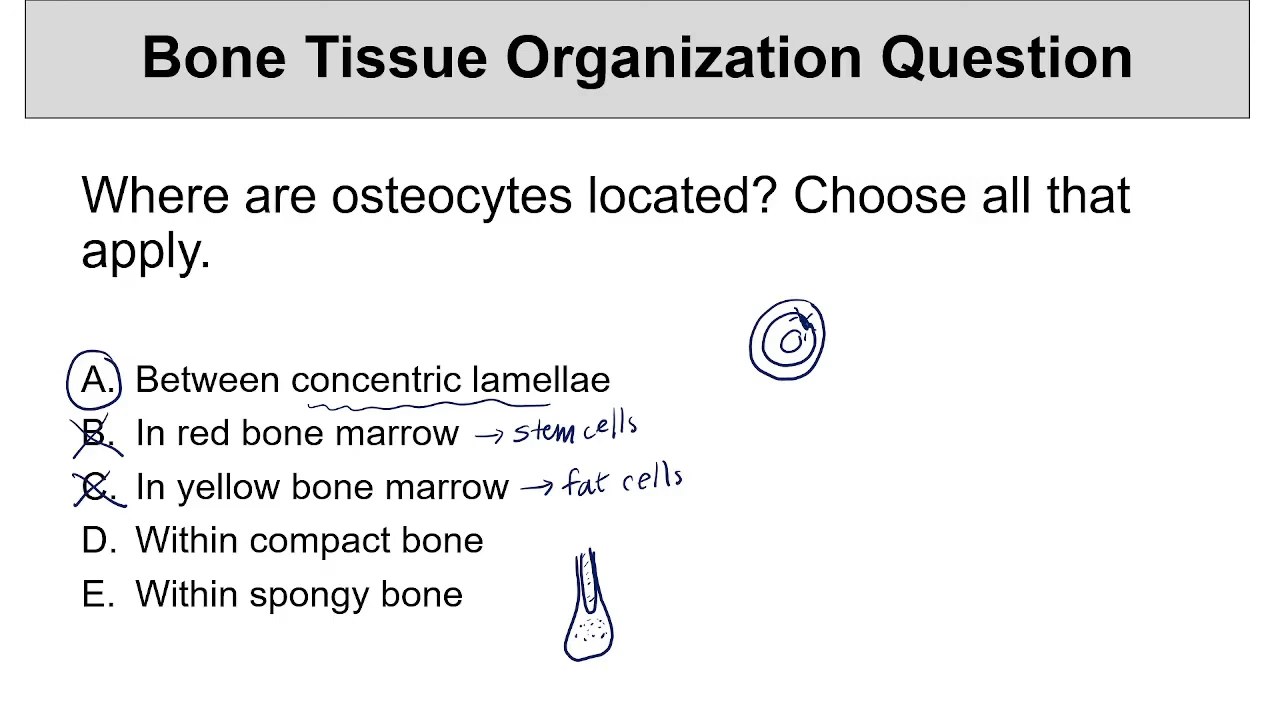 Bone Tissue Organization Question
Where are osteocytes located? Choose all that
apply.
A. Between concentric lamellae
B. In red bone marrow → stem cells
C. In yellow bone marrow → fat cells
D. Within compact bone
E. Within spongy bone